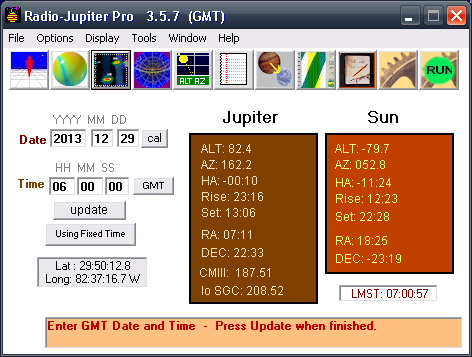 Radio-Jupiter Pro 3.5.7 (GMT)
File Options Display Tools Window Help
ALT AZ
RUN
YYYY MM DD
Date 2013 12 29 cal
HH MM SS
Time 06 00 00 GMT
update
Using Fixed Time
Lat : 29:50:12.8
Long: 82:37:16.7 W
Jupiter
ALT: 82.4
AZ: 162.2
HA: -00:10
Rise: 23:16
Set: 13:06
RA: 07:11
DEC: 22:33
CMIII: 187.51
Io SGC: 208.52
Sun
ALT: -79.7
AZ: 052.8
HA: -11:24
Rise: 12:23
Set: 22:28
RA: 18:25
DEC: -23:19
LMST: 07:00:57
Enter GMT Date and Time - Press Update when finished.